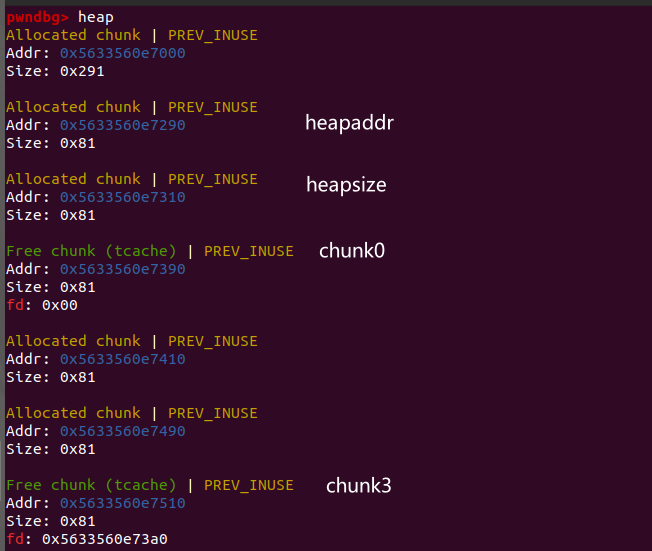 pwndbg> heap
Allocated chunk | PREV_INUSE
Addr: 0x5633560e7000
Size: 0x291
Allocated chunk | PREV_INUSE
Addr: 0x5633560e7290 heapaddr
Size: 0x81
Allocated chunk | PREV_INUSE heapsize
Addr: 0x5633560e7310
Size: 0x81
Free chunk (tcache) | PREV_INUSE chunk0
Addr: 0x5633560e7390
Size: 0x81
fd: 0x00
Allocated chunk | PREV_INUSE
Addr: 0x5633560e7410
Size: 0x81
Allocated chunk | PREV_INUSE
Addr: 0x5633560e7490
Size: 0x81
Free chunk (tcache) | PREV_INUSE chunk3
Addr: 0x5633560e7510
Size: 0x81
fd: 0x5633560e73a0